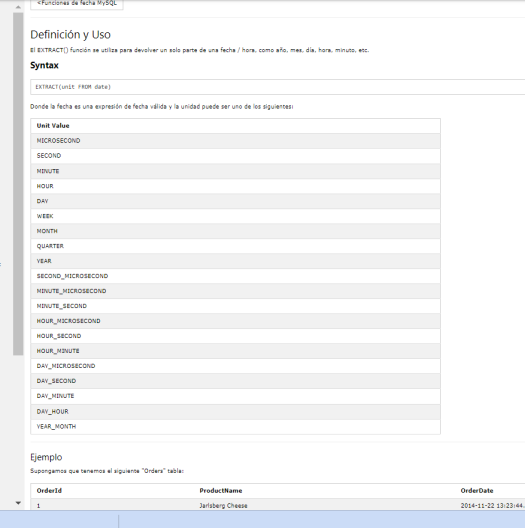 <Funciones de fecha MySQL
Definición y Uso
El EXTRACT() función se utiliza para devolver un solo parte de una fecha / hora, como año, mes, día, hora, minuto, etc.
Syntax
EXTRACT(unit FROM date)
Donde la fecha es una expresión de fecha válida y la unidad puede ser uno de los siguientes:
Unit Value
MICROSECOND
SECOND
MINUTE
HOUR
DAY
WEEK
MONTH
QUARTER
YEAR
SECOND_MICROSECOND
MINUTE_MICROSECOND
MINUTE_SECOND
HOUR_MICROSECOND
HOUR_SECOND
HOUR_MINUTE
DAY_MICROSECOND
DAY_SECOND
DAY_MINUTE
DAY_HOUR
YEAR_MONTH
Ejemplo
Supongamos que tenemos el siguiente "Orders" tabla:
OrderId ProductName OrderDate
1 Jarlsberg Cheese 2014-11-22 13:23:44.